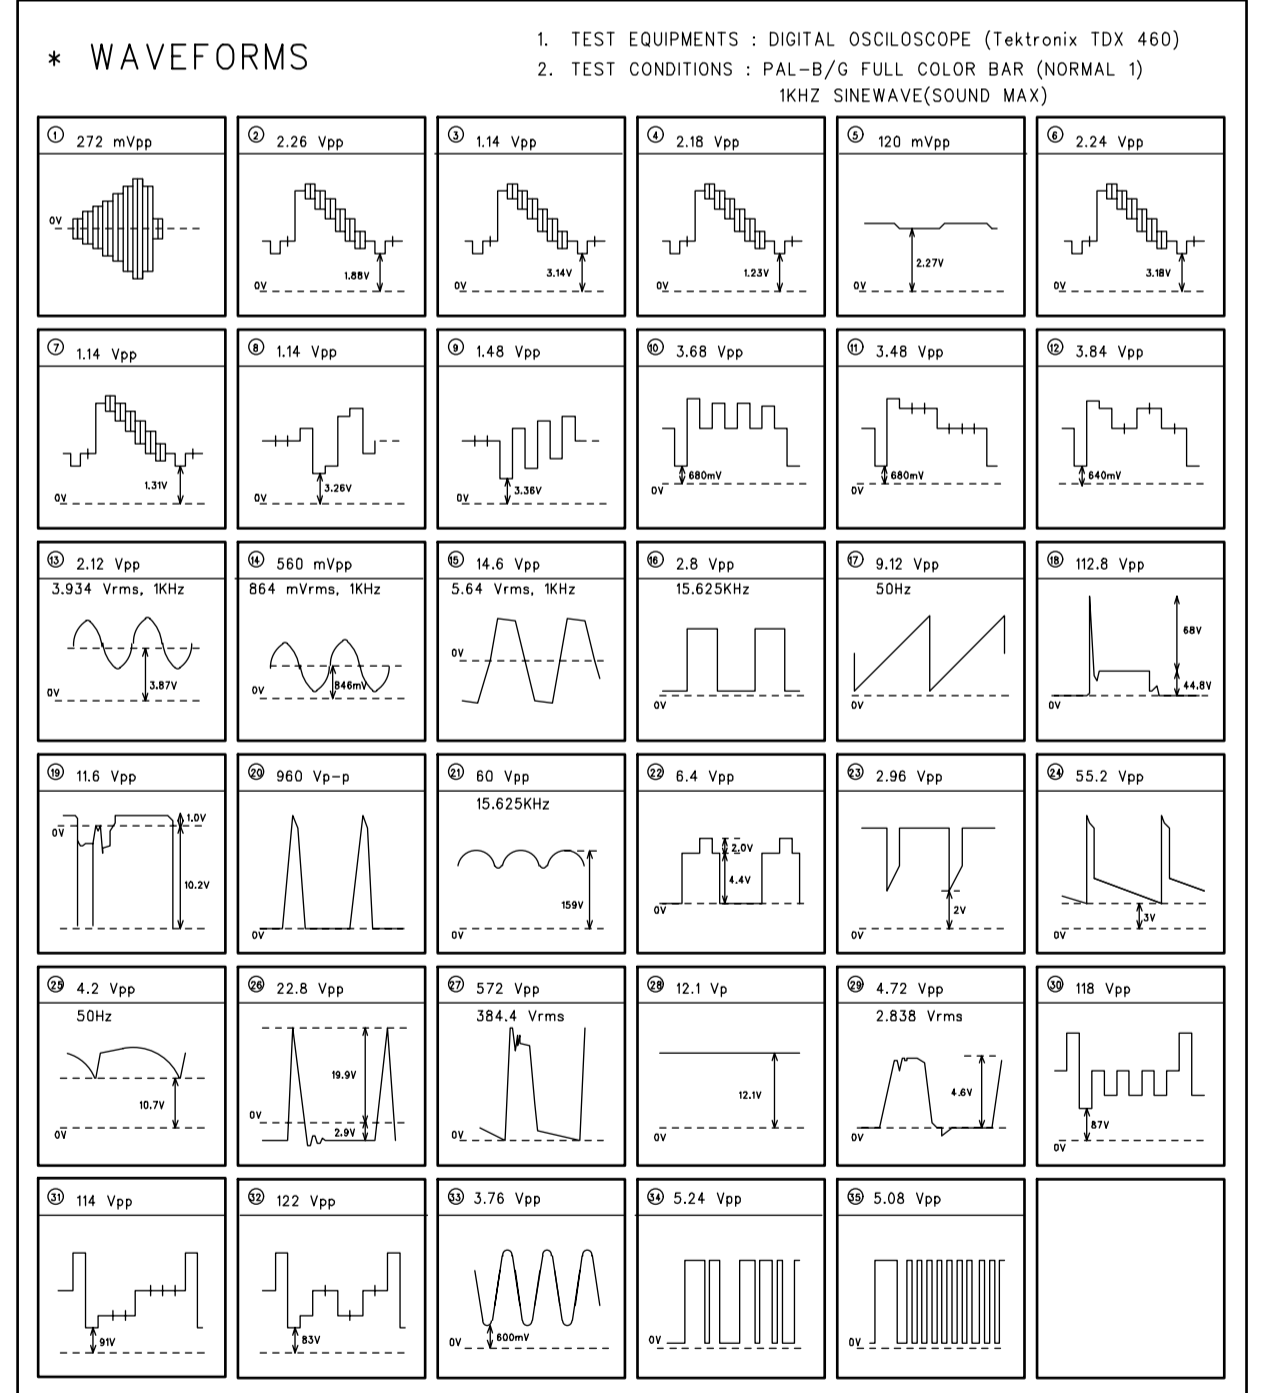 * WAVEFORMS
1. TEST EQUIPMENTS : DIGITAL OSCILOSCOPE (Tektronix TDX 460)
2. TEST CONDITIONS : PAL-B/G FULL COLOR BAR (NORMAL 1)
1KHZ SINEWAVE(SOUND MAX)
① 272 mVpp
0V
② 2.26 Vpp
1.88V
0V
③ 1.14 Vpp
3.14V
0V
④ 2.18 Vpp
1.23V
0V
⑤ 120 mVpp
2.27V
0V
⑥ 2.24 Vpp
3.18V
0V
⑦ 1.14 Vpp
1.31V
0V
⑧ 1.14 Vpp
3.26V
0V
⑨ 1.48 Vpp
3.36V
0V
⑩ 3.68 Vpp
680mV
0V
⑪ 3.48 Vpp
680mV
0V
⑫ 3.84 Vpp
640mV
0V
⑬ 2.12 Vpp
3.934 Vrms, 1KHz
3.87V
0V
⑭ 560 mVpp
864 mVrms, 1KHz
846mV
0V
⑮ 14.6 Vpp
5.64 Vrms, 1KHz
0V
⑯ 2.8 Vpp
15.625KHz
0V
⑰ 9.12 Vpp
50Hz
0V
⑱ 112.8 Vpp
68V
44.8V
0V
⑲ 11.6 Vpp
1.0V
0V
10.2V
⑳ 960 Vp-p
0V
㉑ 60 Vpp
15.625KHz
159V
0V
㉒ 6.4 Vpp
2.0V
4.4V
0V
㉓ 2.96 Vpp
2V
0V
㉔ 55.2 Vpp
3V
0V
㉕ 4.2 Vpp
50Hz
10.7V
0V
㉖ 22.8 Vpp
19.9V
0V
2.9V
㉗ 572 Vpp
384.4 Vrms
0V
㉘ 12.1 Vp
12.1V
0V
㉙ 4.72 Vpp
2.838 Vrms
4.6V
0V
㉚ 118 Vpp
87V
0V
㉛ 114 Vpp
91V
㉜ 122 Vpp
83V
㉝ 3.76 Vpp
0V
600mV
㉞ 5.24 Vpp
0V
㉟ 5.08 Vpp
0V